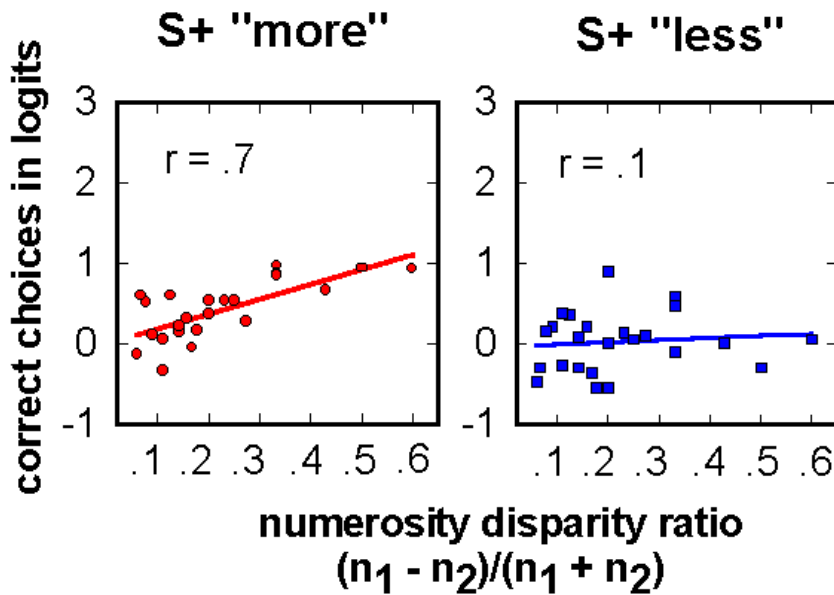 S+ "more"
S+ "less"
correct choices in logits
3
2
1
0
-1
r = .7
.1 .2 .3 .4 .5 .6
3
2
1
0
-1
r = .1
.1 .2 .3 .4 .5 .6
numerosity disparity ratio
(n1 - n2)/(n1 + n2)